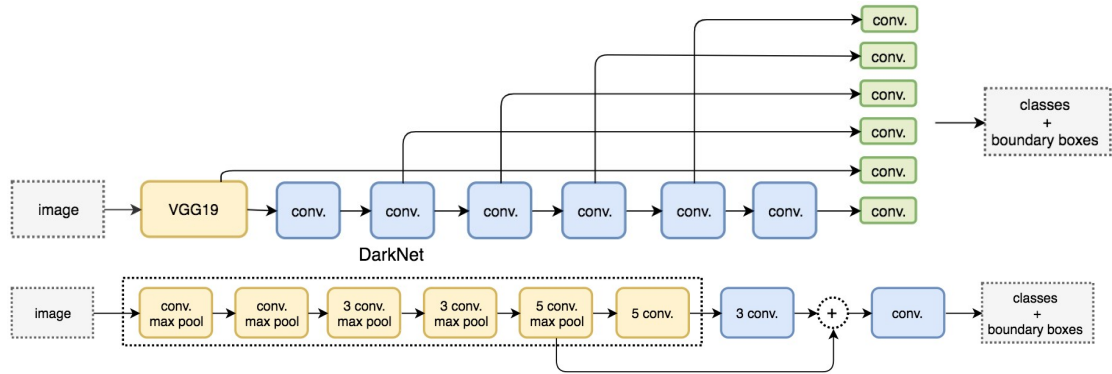 conv.
conv.
conv.
conv.
conv.
image
VGG19
conv.
conv.
conv.
conv.
conv.
conv.
conv.
classes
+
boundary boxes
DarkNet
image
conv.
max pool
conv.
max pool
3 conv.
max pool
3 conv.
max pool
5 conv.
max pool
5 conv.
3 conv.
+
conv.
classes
+
boundary boxes